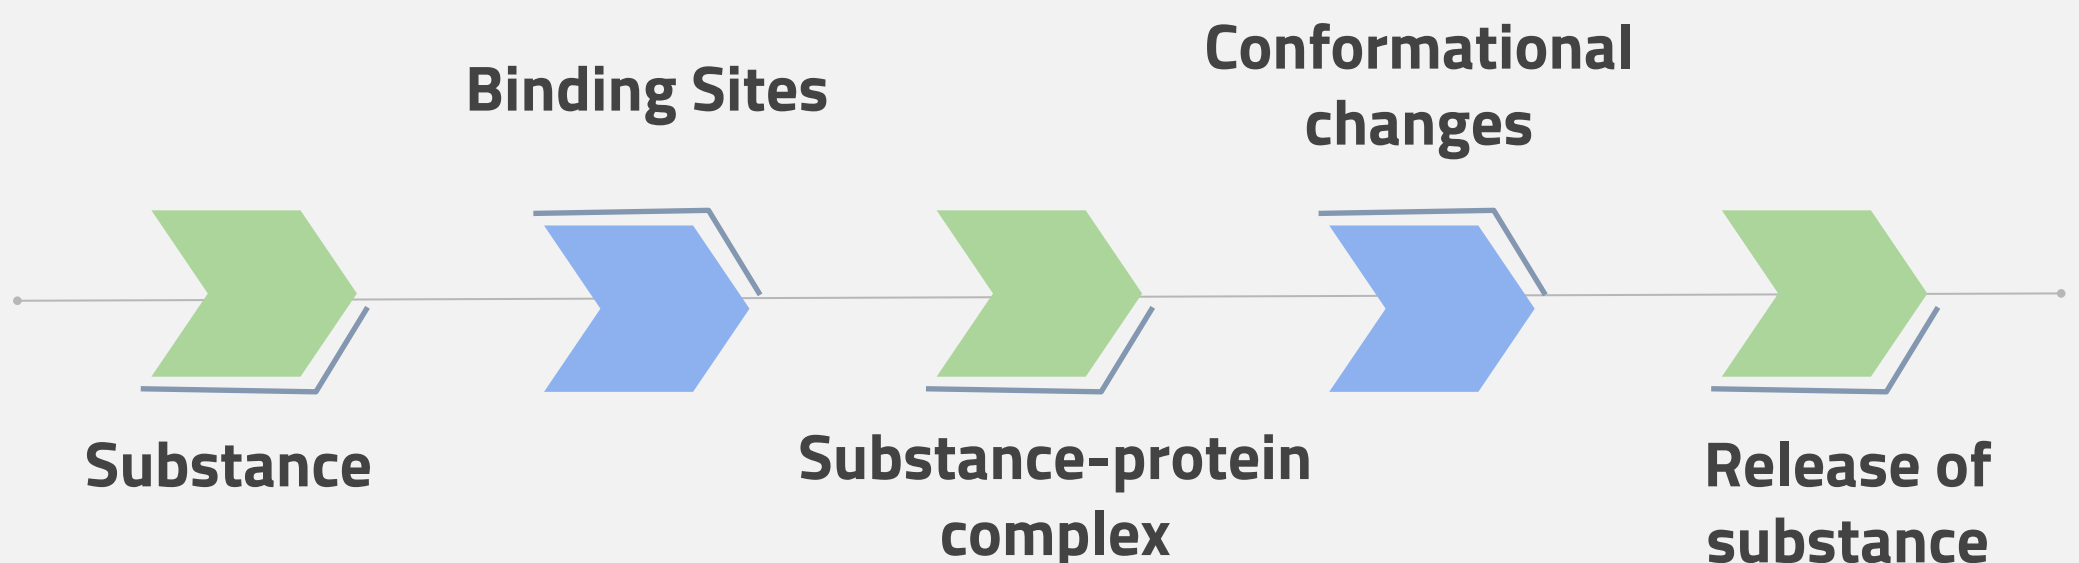 Substance
Binding Sites
Substance-protein
complex
Conformational
changes
Release of
substance